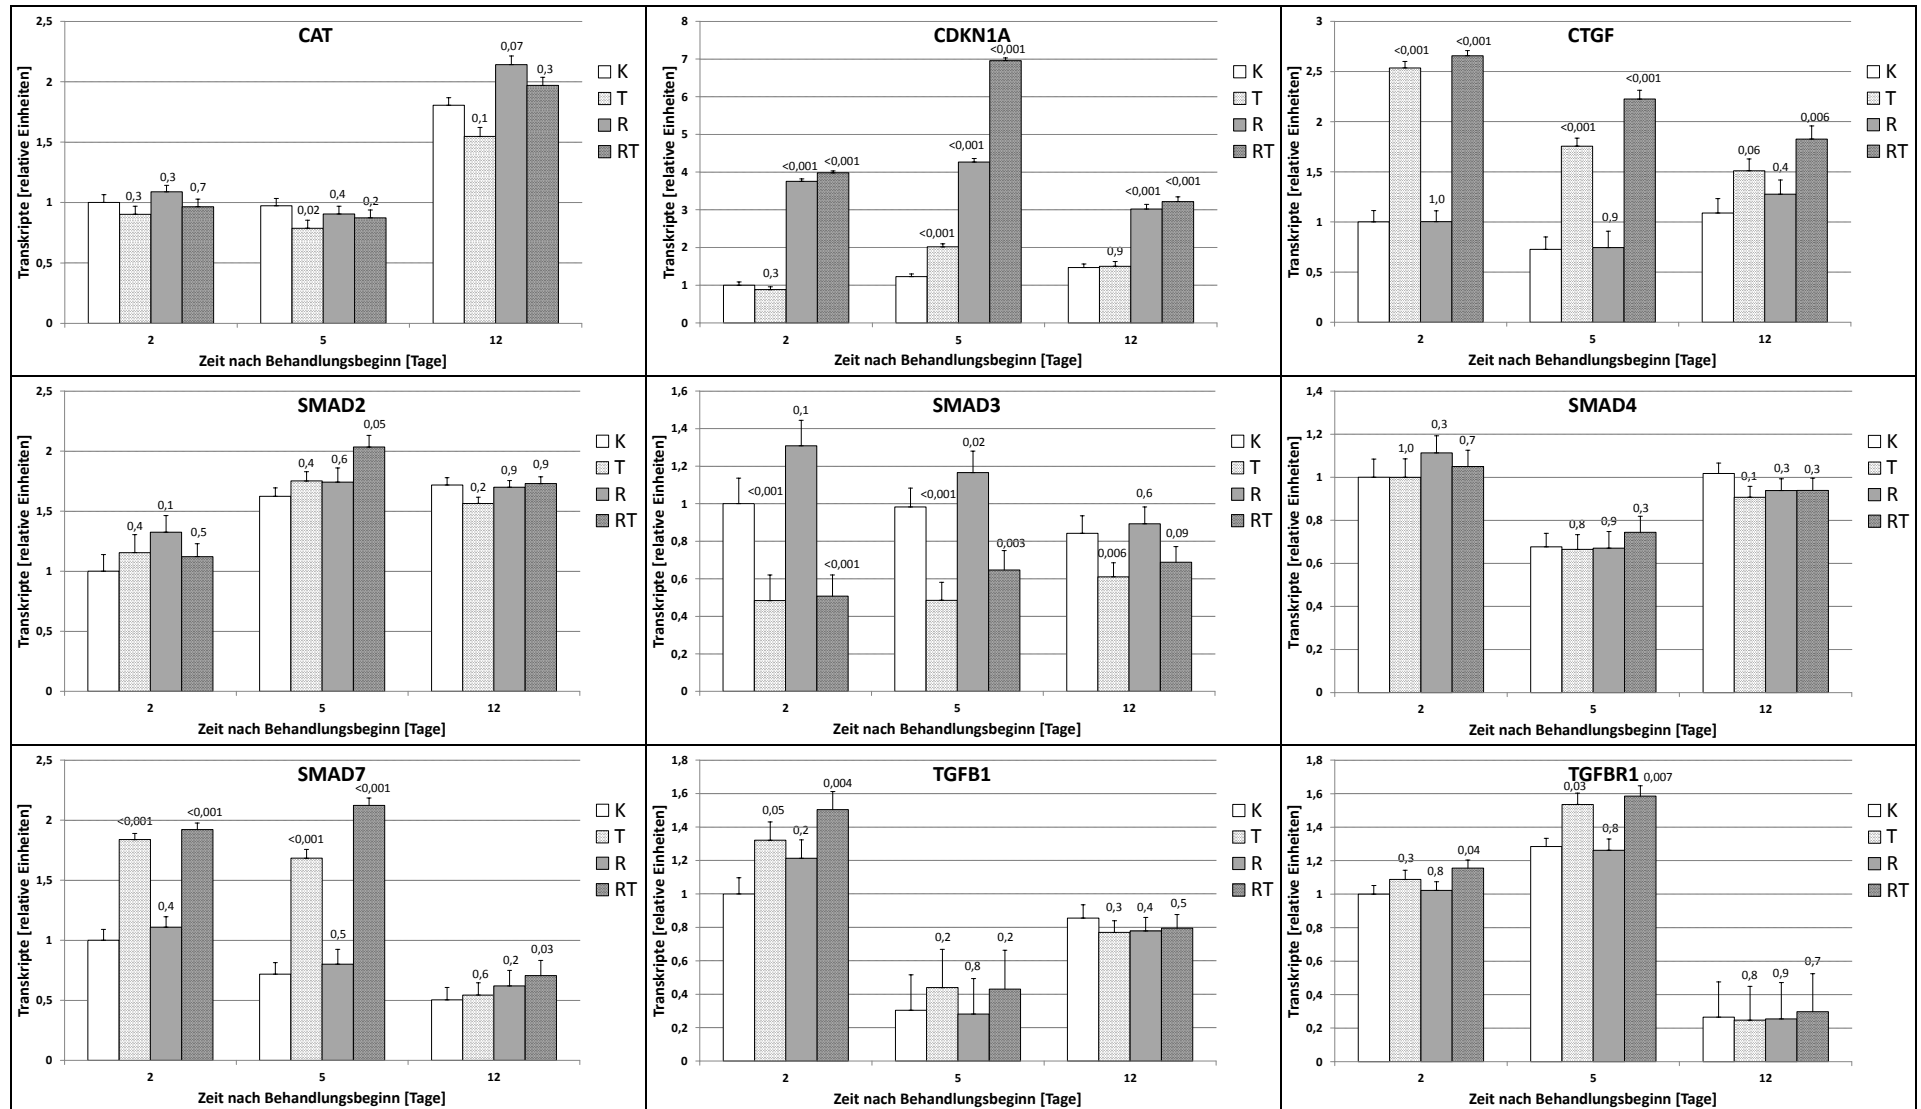 CAT
Transkripte [relative Einheiten]
2,5
2
1,5
1
0,5
0
0,3
0,3
0,7
0,02
0,4
0,2
0,1
0,07
0,3
2
5
12
Zeit nach Behandlungsbeginn [Tage]
K
T
R
RT
CDKN1A
Transkripte [relative Einheiten]
8
7
6
5
4
3
2
1
0
0,3
<0,001
<0,001
<0,001
<0,001
<0,001
0,9
<0,001
<0,001
2
5
12
Zeit nach Behandlungsbeginn [Tage]
K
T
R
RT
CTGF
Transkripte [relative Einheiten]
3
2,5
2
1,5
1
0,5
0
<0,001
1,0
<0,001
<0,001
0,9
<0,001
0,06
0,4
0,006
2
5
12
Zeit nach Behandlungsbeginn [Tage]
K
T
R
RT
SMAD2
Transkripte [relative Einheiten]
2,5
2
1,5
1
0,5
0
0,4
0,1
0,5
0,4
0,6
0,05
0,2
0,9
0,9
2
5
12
Zeit nach Behandlungsbeginn [Tage]
K
T
R
RT
SMAD3
Transkripte [relative Einheiten]
1,6
1,4
1,2
1
0,8
0,6
0,4
0,2
0
<0,001
0,1
<0,001
<0,001
0,02
0,003
0,006
0,6
0,09
2
5
12
Zeit nach Behandlungsbeginn [Tage]
K
T
R
RT
SMAD4
Transkripte [relative Einheiten]
1,4
1,2
1
0,8
0,6
0,4
0,2
0
1,0
0,3
0,7
0,8
0,9
0,3
0,1
0,3
0,3
2
5
12
Zeit nach Behandlungsbeginn [Tage]
K
T
R
RT
SMAD7
Transkripte [relative Einheiten]
2,5
2
1,5
1
0,5
0
<0,001
0,4
<0,001
<0,001
0,5
<0,001
0,6
0,2
0,03
2
5
12
Zeit nach Behandlungsbeginn [Tage]
K
T
R
RT
TGFB1
Transkripte [relative Einheiten]
1,8
1,6
1,4
1,2
1
0,8
0,6
0,4
0,2
0
0,05
0,2
0,004
0,2
0,8
0,2
0,3
0,4
0,5
2
5
12
Zeit nach Behandlungsbeginn [Tage]
K
T
R
RT
TGFBR1
Transkripte [relative Einheiten]
1,8
1,6
1,4
1,2
1
0,8
0,6
0,4
0,2
0
0,3
0,8
0,04
0,03
0,8
0,007
0,8
0,9
0,7
2
5
12
Zeit nach Behandlungsbeginn [Tage]
K
T
R
RT